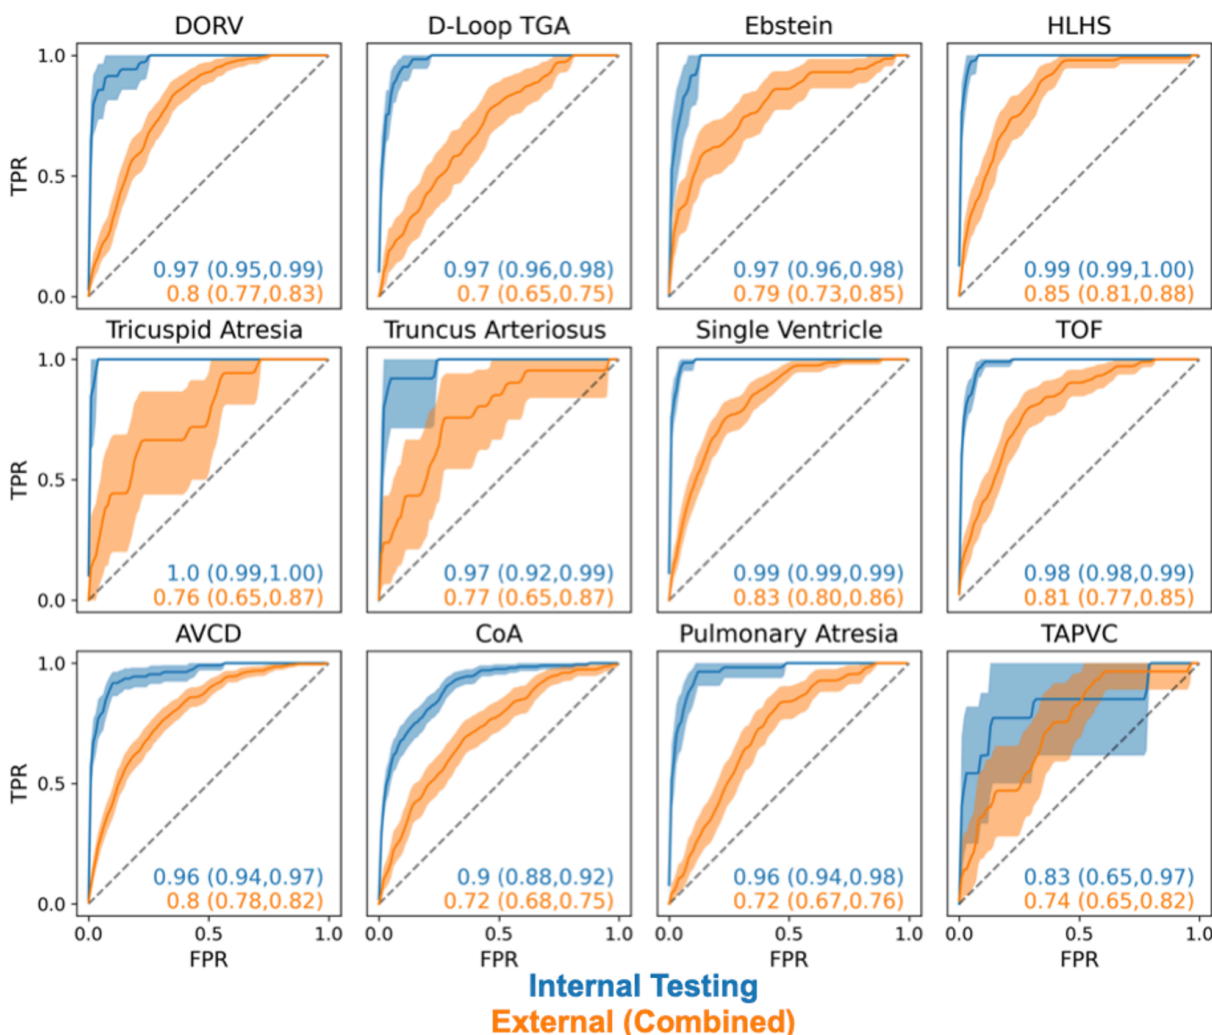 DORV
D-Loop TGA
Ebstein
HLHS
1.0
TPR
0.5
0.0
0.97 (0.95,0.99)
0.8 (0.77,0.83)
0.97 (0.96,0.98)
0.7 (0.65,0.75)
0.97 (0.96,0.98)
0.79 (0.73,0.85)
0.99 (0.99,1.00)
0.85 (0.81,0.88)
Tricuspid Atresia
Truncus Arteriosus
Single Ventricle
TOF
1.0
TPR
0.5
0.0
1.0 (0.99,1.00)
0.76 (0.65,0.87)
0.97 (0.92,0.99)
0.77 (0.65,0.87)
0.99 (0.99,0.99)
0.83 (0.80,0.86)
0.98 (0.98,0.99)
0.81 (0.77,0.85)
AVCD
CoA
Pulmonary Atresia
TAPVC
1.0
TPR
0.5
0.0
0.96 (0.94,0.97)
0.8 (0.78,0.82)
0.9 (0.88,0.92)
0.72 (0.68,0.75)
0.96 (0.94,0.98)
0.72 (0.67,0.76)
0.83 (0.65,0.97)
0.74 (0.65,0.82)
0.0 0.5 1.0
0.0 0.5 1.0
0.0 0.5 1.0
0.0 0.5 1.0
FPR
FPR
FPR
FPR
Internal Testing
External (Combined)